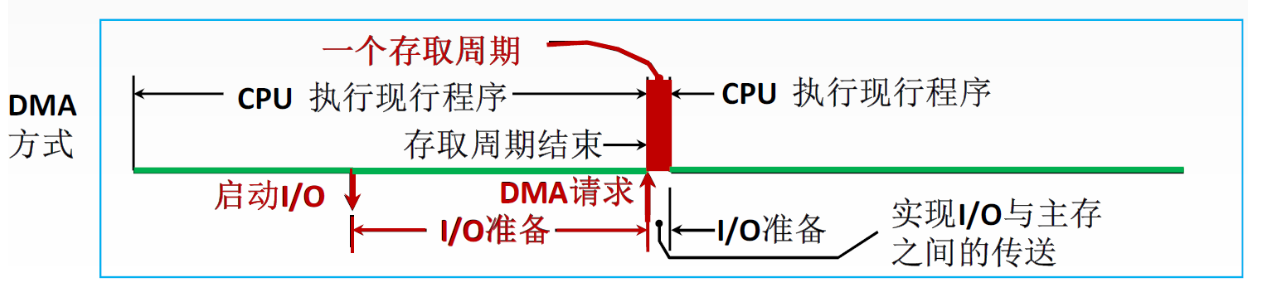 一个存取周期
DMA
方式
CPU 执行现行程序
CPU 执行现行程序
存取周期结束
启动I/O
DMA请求
I/O准备
I/O准备
实现I/O与主存
之间的传送